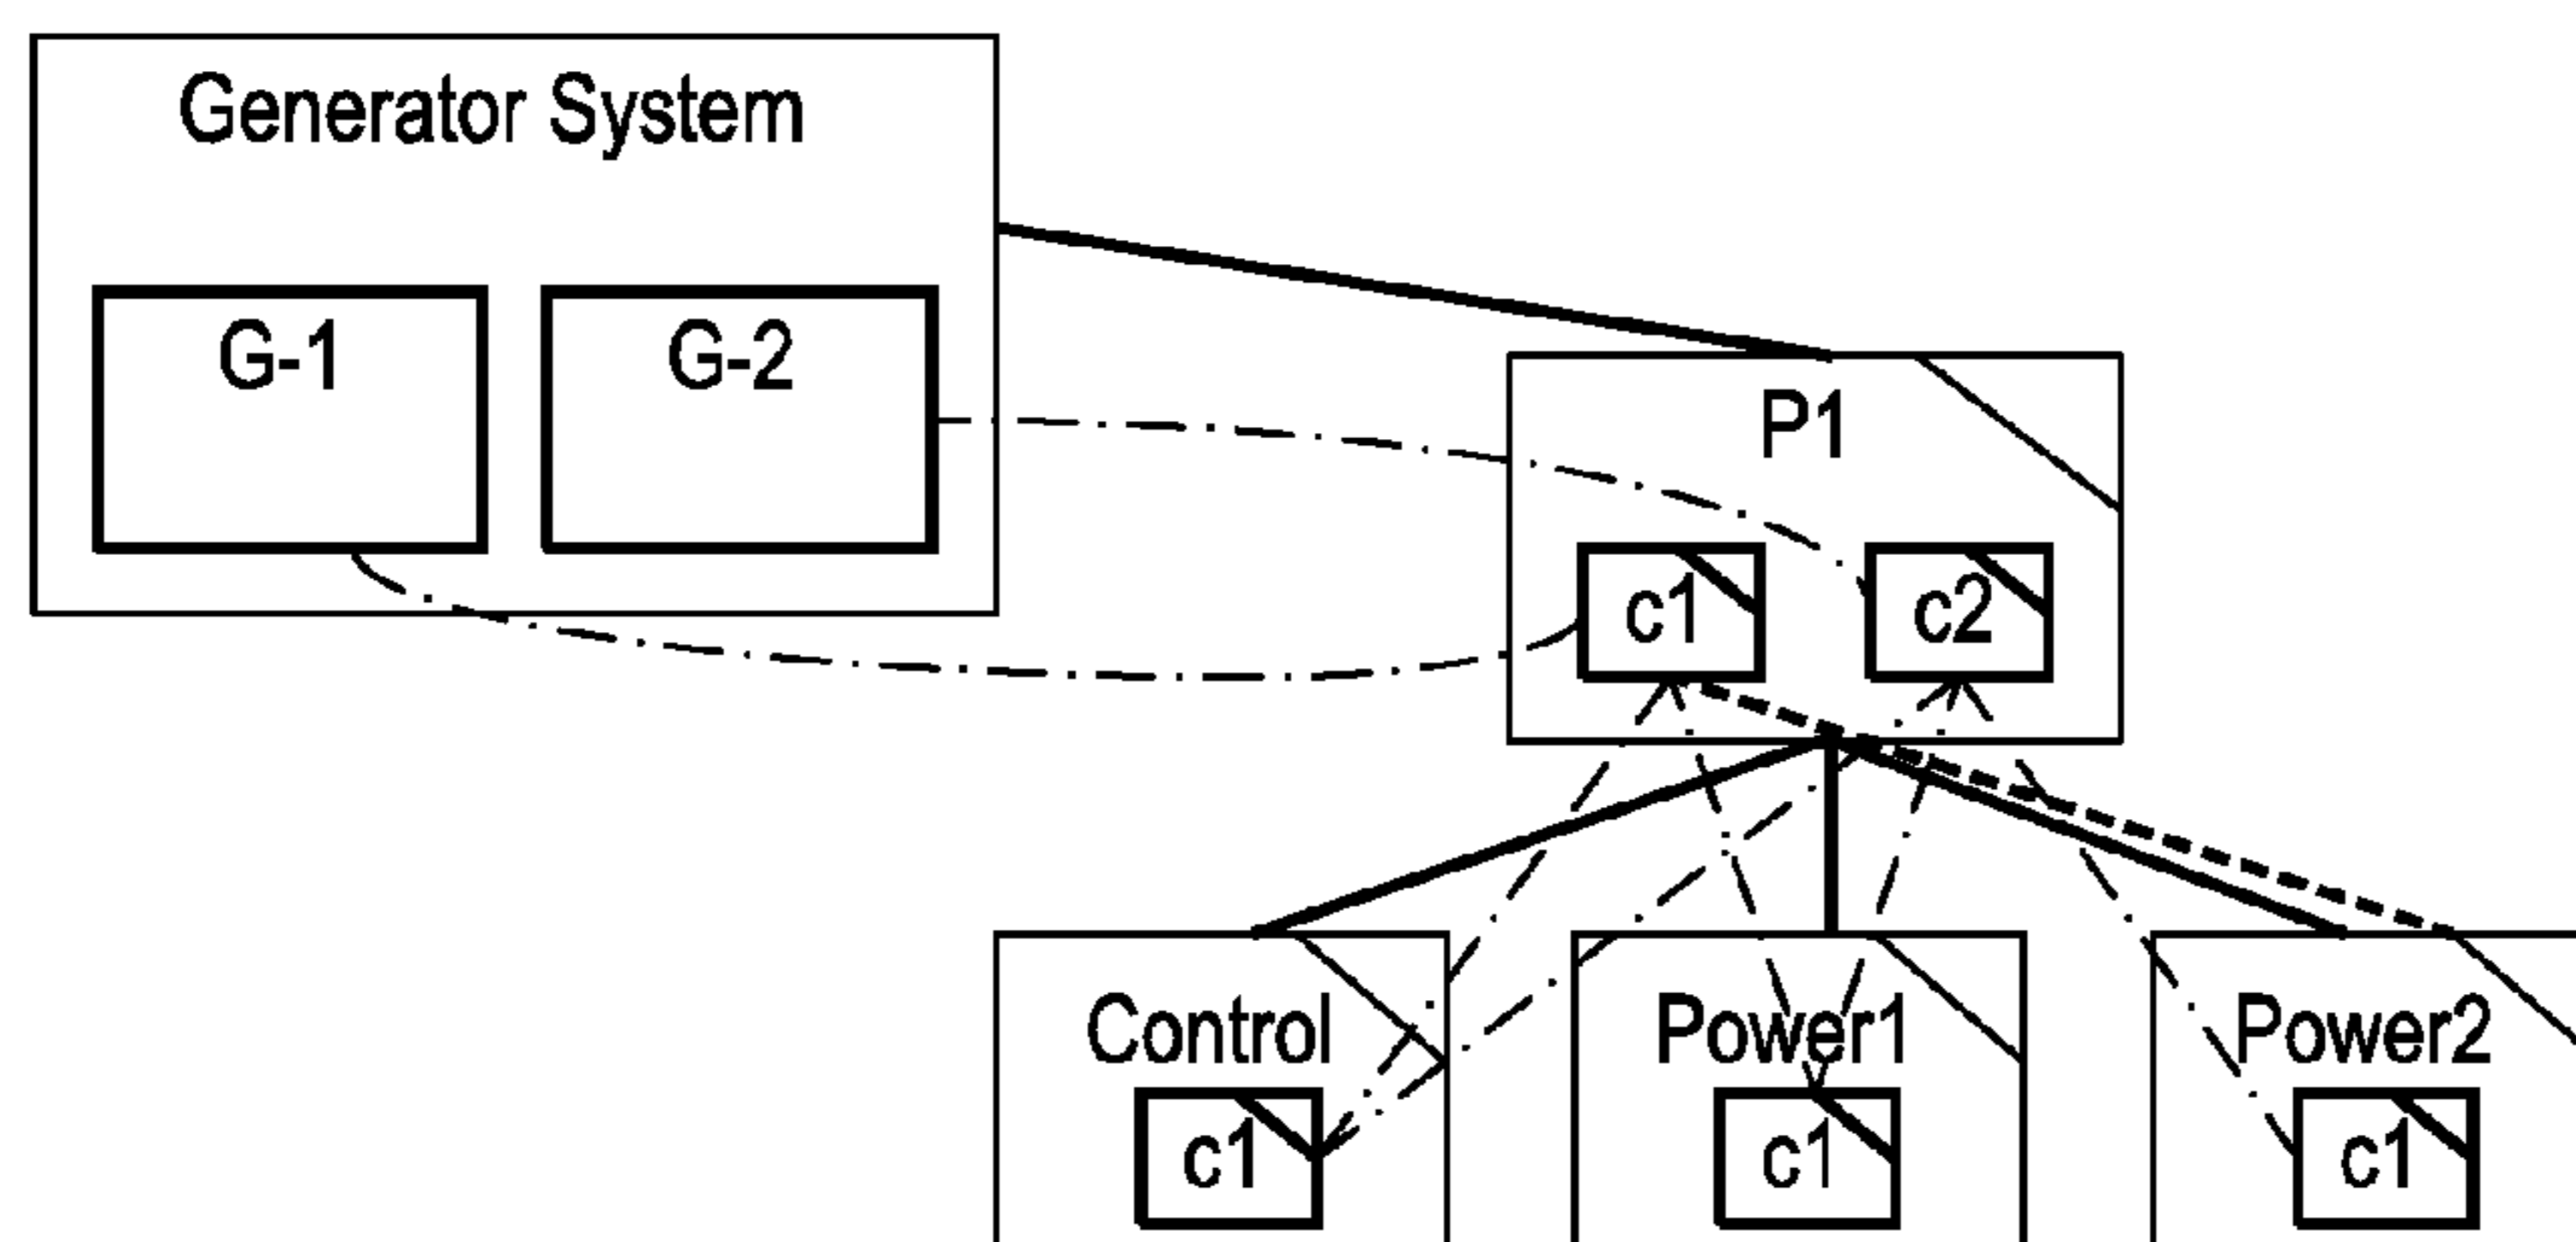 Generator System
G-1
G-2
P1
c1
c2
Control
Power1
Power2
c1
c1
c1